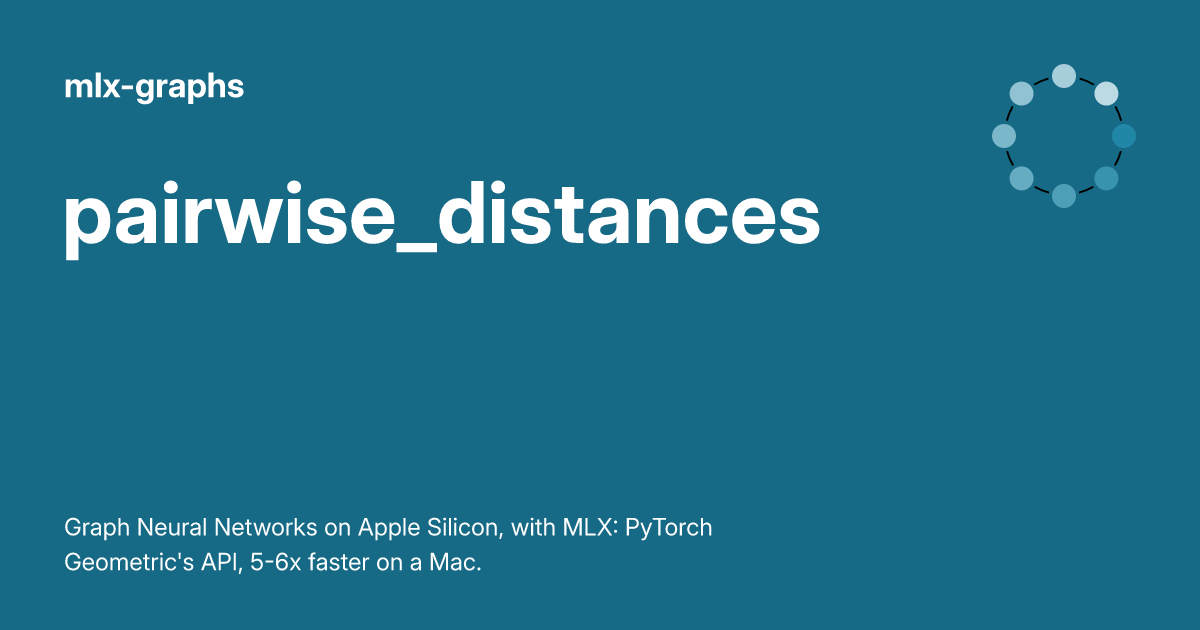 mlx-graphs
pairwise_distances
Graph Neural Networks on Apple Silicon, with MLX: PyTorch
Geometric's API, 5-6x faster on a Mac.